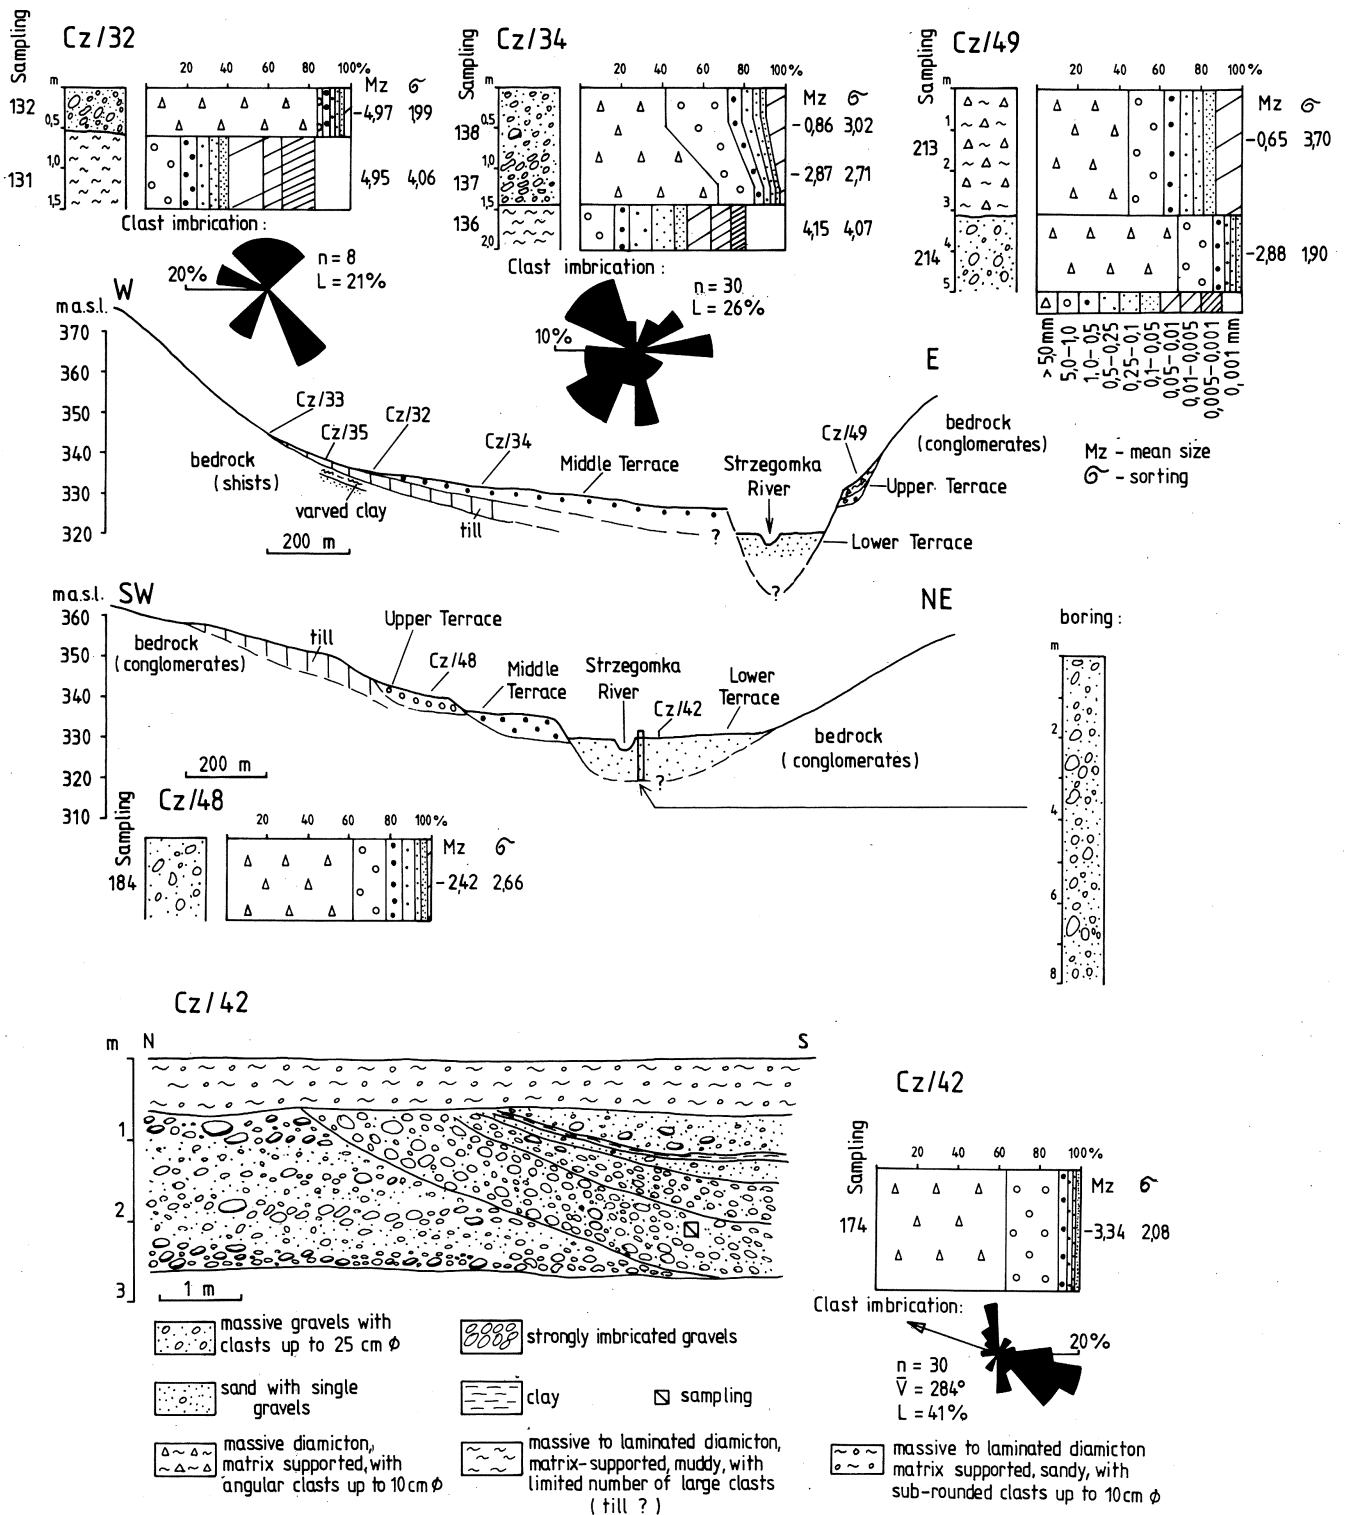 Sampling
Cz/32
20 40 60 80 100%
m
Mz σ
132
0,5
-4,97 1,99
1,0
131
4,95 4,06
1,5
Clast imbrication:
20%
n = 8
L = 21%
Sampling
Cz/34
20 40 60 80 100%
m
Mz σ
0,5
138
-0,86 3,02
1,0
137
-2,87 2,71
1,5
136
4,15 4,07
2,0
Clast imbrication:
10%
n = 30
L = 26%
Sampling
Cz/49
20 40 60 80 100%
m
Mz σ
1
213
-0,65 3,70
2
3
4
214
-2,88 1,90
5
> 5,0 mm
5,0-1,0
1,0-0,5
0,5-0,25
0,25-0,1
0,1-0,05
0,05-0,01
0,01-0,005
0,005-0,001
0,001 mm
Mz - mean size
σ - sorting
W
E
m a.s.l.
370
360
350
340
330
320
Cz/33
Cz/35
Cz/32
Cz/34
Middle Terrace
Strzegomka
River
Cz/49
bedrock
(conglomerates)
Upper Terrace
Lower Terrace
bedrock
(shists)
varved clay
till
?
?
200 m
m a.s.l.
SW
NE
360
350
340
330
320
310
bedrock
(conglomerates)
till
Upper Terrace
Cz/48
Middle
Terrace
Strzegomka
River
Cz/42
Lower
Terrace
bedrock
(conglomerates)
?
200 m
boring:
m
2
4
6
8
Sampling
Cz/48
20 40 60 80 100%
Mz σ
184
-2,42 2,66
Cz/42
m N S
1
2
3
1 m
Cz/42
Sampling
20 40 60 80 100%
Mz σ
174
-3,34 2,08
Clast imbrication:
20%
n = 30
V̅ = 284°
L = 41%
massive gravels with
clasts up to 25 cm ϕ
strongly imbricated gravels
sand with single
gravels
clay
sampling
massive diamicton,
matrix supported, with
angular clasts up to 10cm ϕ
massive to laminated diamicton,
matrix-supported, muddy, with
limited number of large clasts
(till ?)
massive to laminated diamicton
matrix supported, sandy, with
sub-rounded clasts up to 10cm ϕ